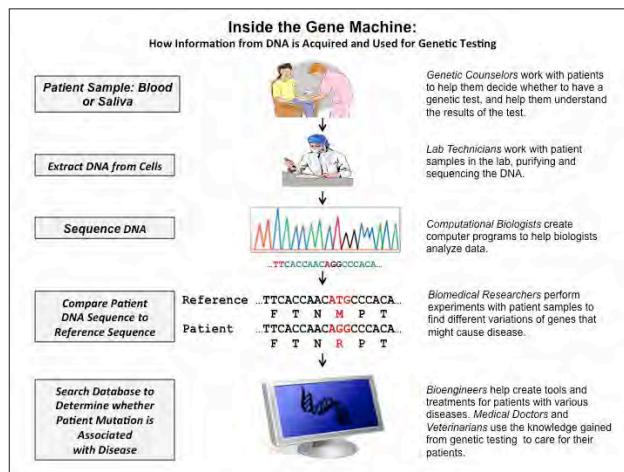 Inside the Gene Machine:
How Information from DNA is Acquired and Used for Genetic Testing
Patient Sample: Blood
or Saliva
Genetic Counselors work with patients
to help them decide whether to have a
genetic test, and help them understand
the results of the test.
Extract DNA from Cells
Lab Technicians work with patient
samples in the lab, purifying and
sequencing the DNA.
Sequence DNA
...TTCACCAACAGGCCCACA...
Computational Biologists create
computer programs to help biologists
analyze data.
Compare Patient
DNA Sequence to
Reference Sequence
Reference ...TTCACCAACATGCCCACA...
F T N M P T
Patient ...TTCACCAACAGGCCCACA...
F T N R P T
Biomedical Researchers perform
experiments with patient samples to
find different variations of genes that
might cause disease.
Search Database to
Determine whether
Patient Mutation is
Associated
with Disease
Bioengineers help create tools and
treatments for patients with various
diseases. Medical Doctors and
Veterinarians use the knowledge gained
from genetic testing to care for their
patients.